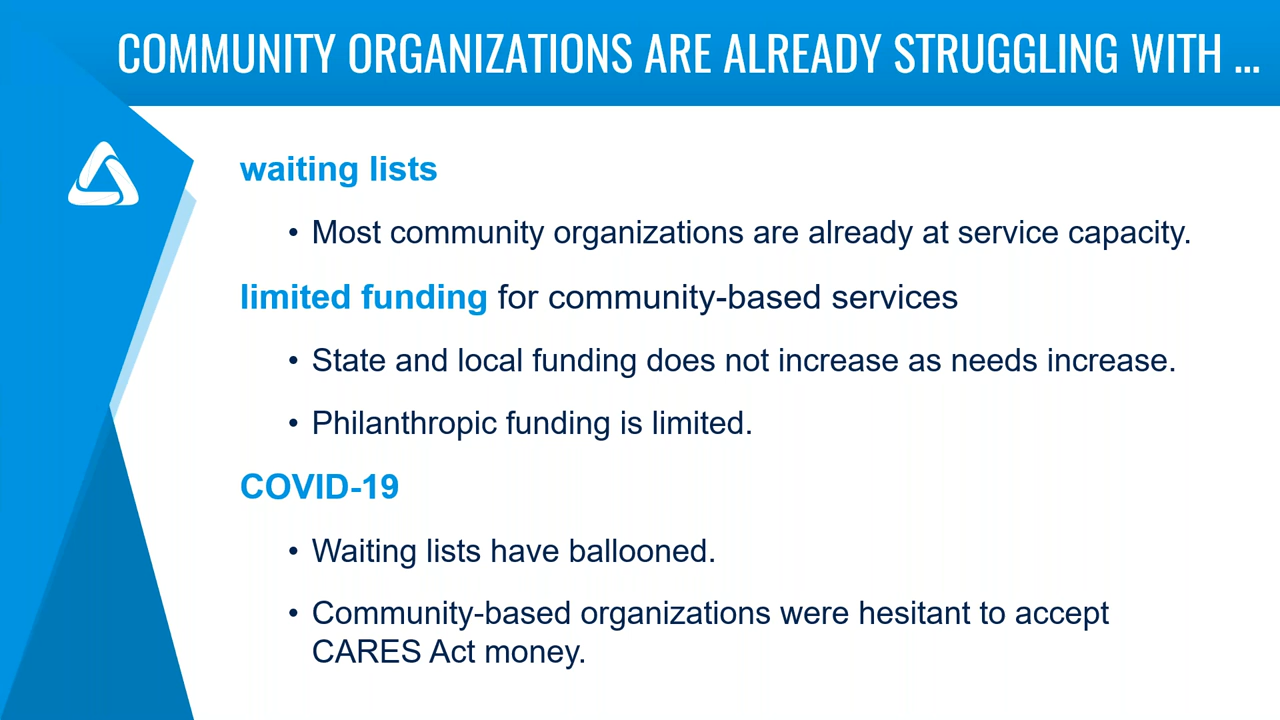 COMMUNITY ORGANIZATIONS ARE ALREADY STRUGGLING WITH ...
waiting lists
• Most community organizations are already at service capacity.
limited funding for community-based services
• State and local funding does not increase as needs increase.
• Philanthropic funding is limited.
COVID-19
• Waiting lists have ballooned.
• Community-based organizations were hesitant to accept
CARES Act money.